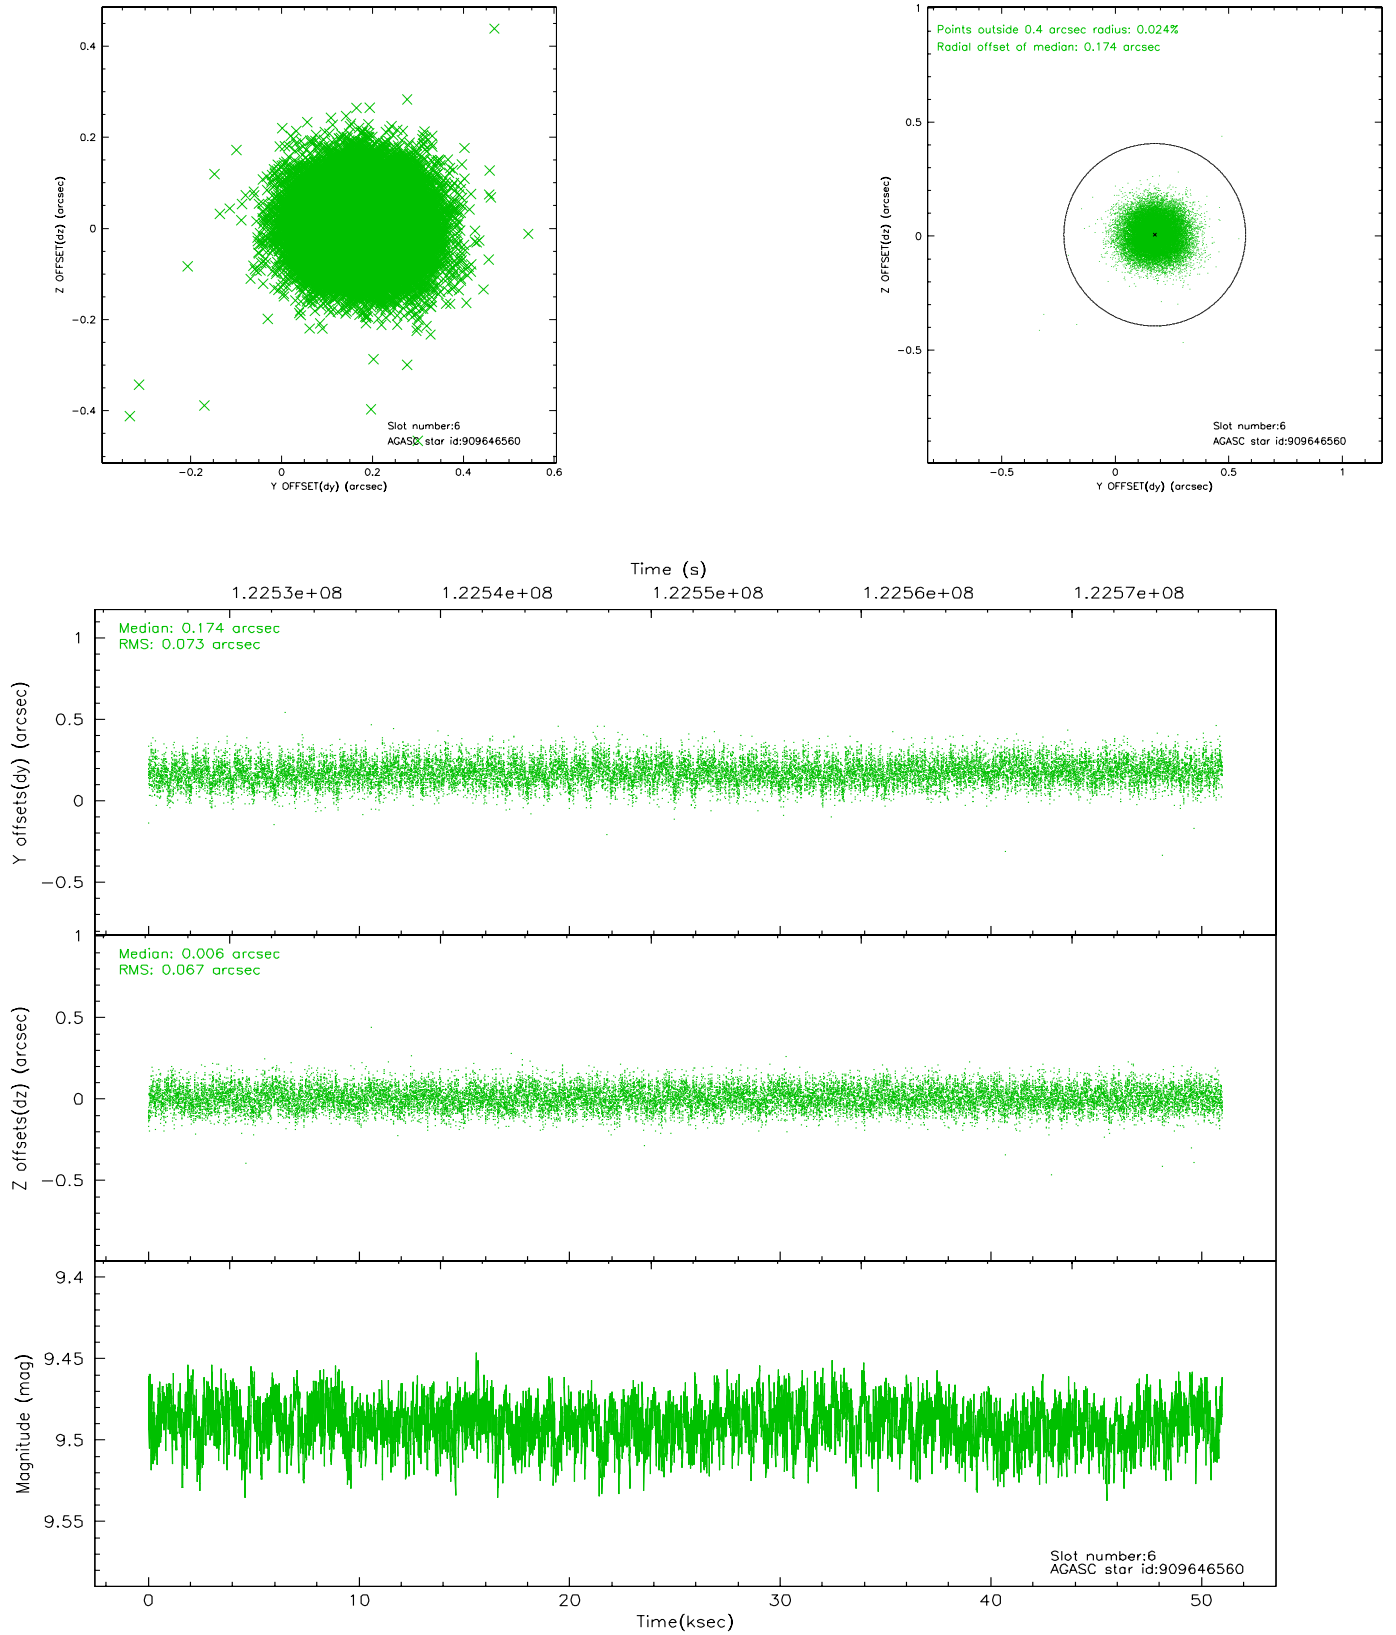 0.4
0.2
0
−0.2
−0.4
Z OFFSET(dz) (arcsec)
Slot number:6
AGASC star id:909646560
−0.2 0 0.2 0.4 0.6
Y OFFSET(dy) (arcsec)
1
0.5
0
−0.5
Z OFFSET(dz) (arcsec)
Points outside 0.4 arcsec radius: 0.024%
Radial offset of median: 0.174 arcsec
Slot number:6
AGASC star id:909646560
−0.5 0 0.5 1
Y OFFSET(dy) (arcsec)
Time (s)
1.2253e+08 1.2254e+08 1.2255e+08 1.2256e+08 1.2257e+08
Median: 0.174 arcsec
RMS: 0.073 arcsec
1
0.5
0
−0.5
Y offsets(dy) (arcsec)
Median: 0.006 arcsec
RMS: 0.067 arcsec
1
0.5
0
−0.5
Z offsets(dz) (arcsec)
9.4
9.45
9.5
9.55
Magnitude (mag)
Slot number:6
AGASC star id:909646560
0 10 20 30 40 50
Time(ksec)